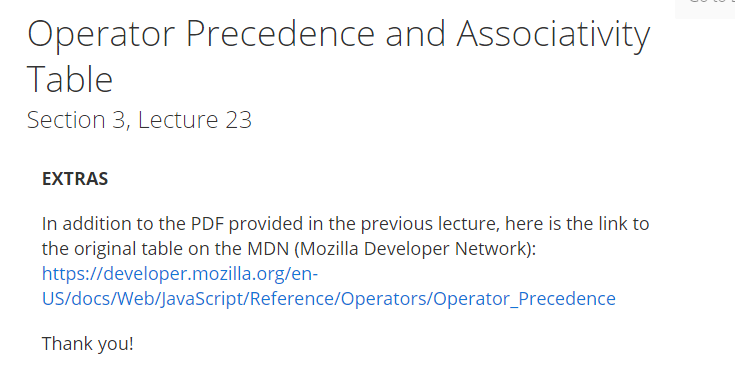 Operator Precedence and Associativity
Table
Section 3, Lecture 23
EXTRAS
In addition to the PDF provided in the previous lecture, here is the link to
the original table on the MDN (Mozilla Developer Network):
https://developer.mozilla.org/en-
US/docs/Web/JavaScript/Reference/Operators/Operator_Precedence
Thank you!